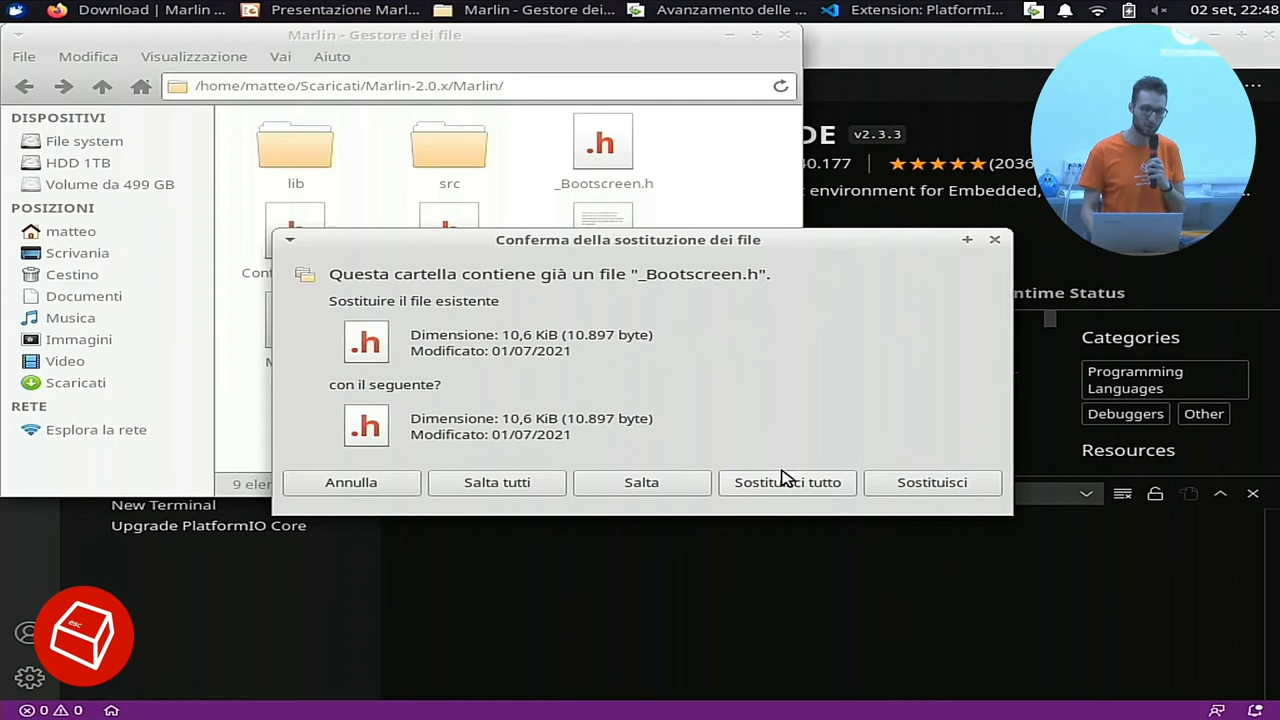 Download | Marlin ...
Presentazione Marl...
Marlin - Gestore dei...
Avanzamento delle ...
Extension: PlatformI...
02 set, 22:48
Marlin - Gestore dei file
File Modifica Visualizzazione Vai Aiuto
/home/matteo/Scaricati/Marlin-2.0.x/Marlin/
DISPOSITIVI
File system
HDD 1TB
Volume da 499 GB
POSIZIONI
matteo
Scrivania
Cestino
Documenti
Musica
Immagini
Video
Scaricati
RETE
Esplora la rete
.h
lib
src
_Bootscreen.h
9 elen
DE v2.3.3
40.177 | (2036
t environment for Embedded,
ntime Status
Categories
Programming
Languages
Debuggers
Other
Resources
Conferma della sostituzione dei file
Questa cartella contiene già un file "_Bootscreen.h".
Sostituire il file esistente
.h
Dimensione: 10,6 KiB (10.897 byte)
Modificato: 01/07/2021
con il seguente?
.h
Dimensione: 10,6 KiB (10.897 byte)
Modificato: 01/07/2021
Annulla
Salta tutti
Salta
Sostituisci tutto
Sostituisci
New Terminal
Upgrade PlatformIO Core
esc
0 0